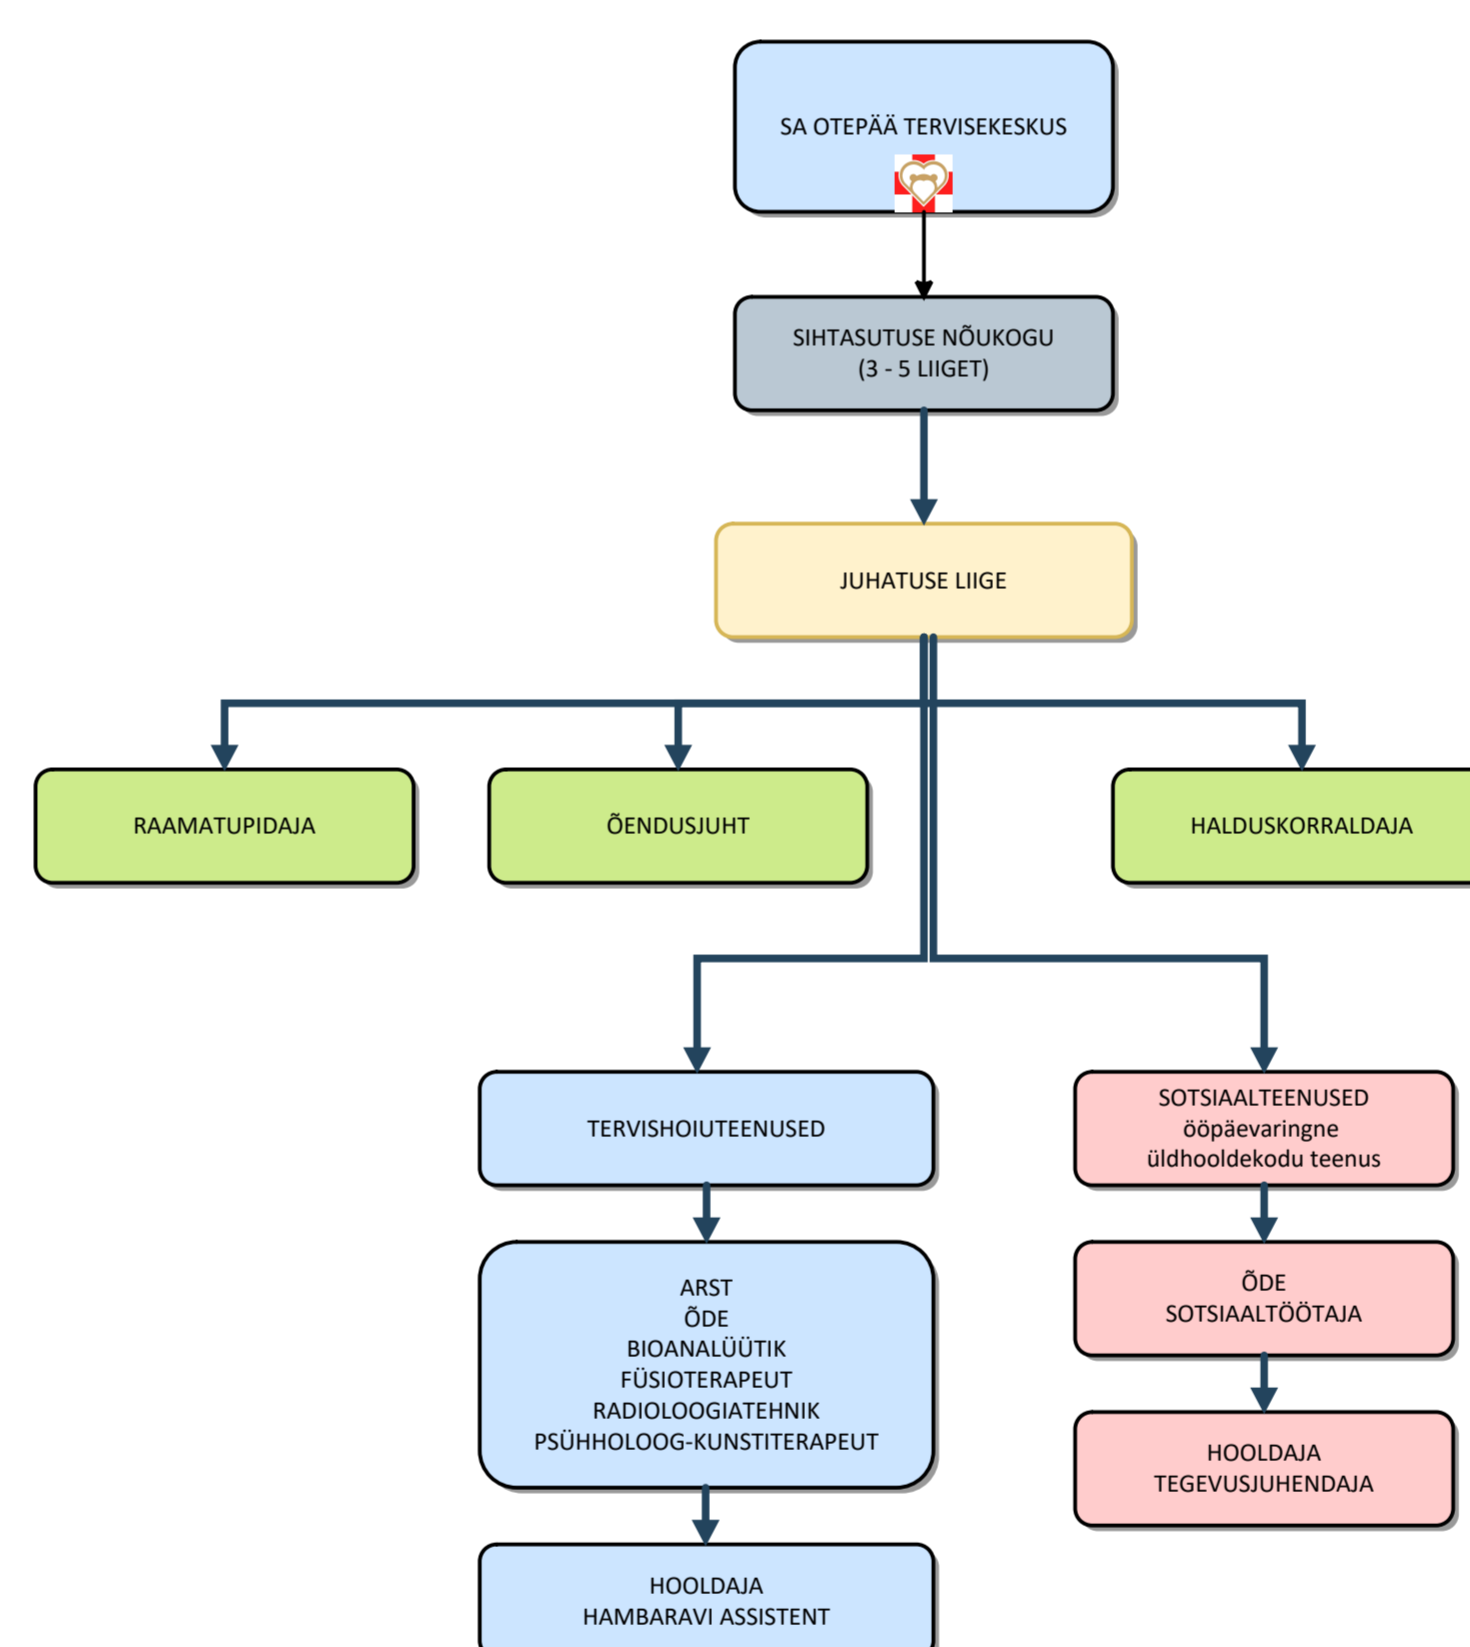 SA OTEPÄÄ TERVISEKESKUS
SIHTASUTUSE NÕUKOGU
(3 - 5 LIIGET)
JUHATUSE LIIGE
RAAMATUPIDAJA
ÕENDUSJUHT
HALDUSKORRALDAJA
TERVISHOIUTEENUSED
SOTSIAALTEENUSED
ööpäevaringne
üldhooldekodu teenus
ARST
ÕDE
BIOANALÜÜTIK
FÜSIOTERAPEUT
RADIOLOOGIATEHNIK
PSÜHHOLOOG-KUNSTITERAPEUT
ÕDE
SOTSIAALTÖÖTAJA
HOOLDAJA
TEGEVUSJUHENDAJA
HOOLDAJA
HAMBARAVI ASSISTENT